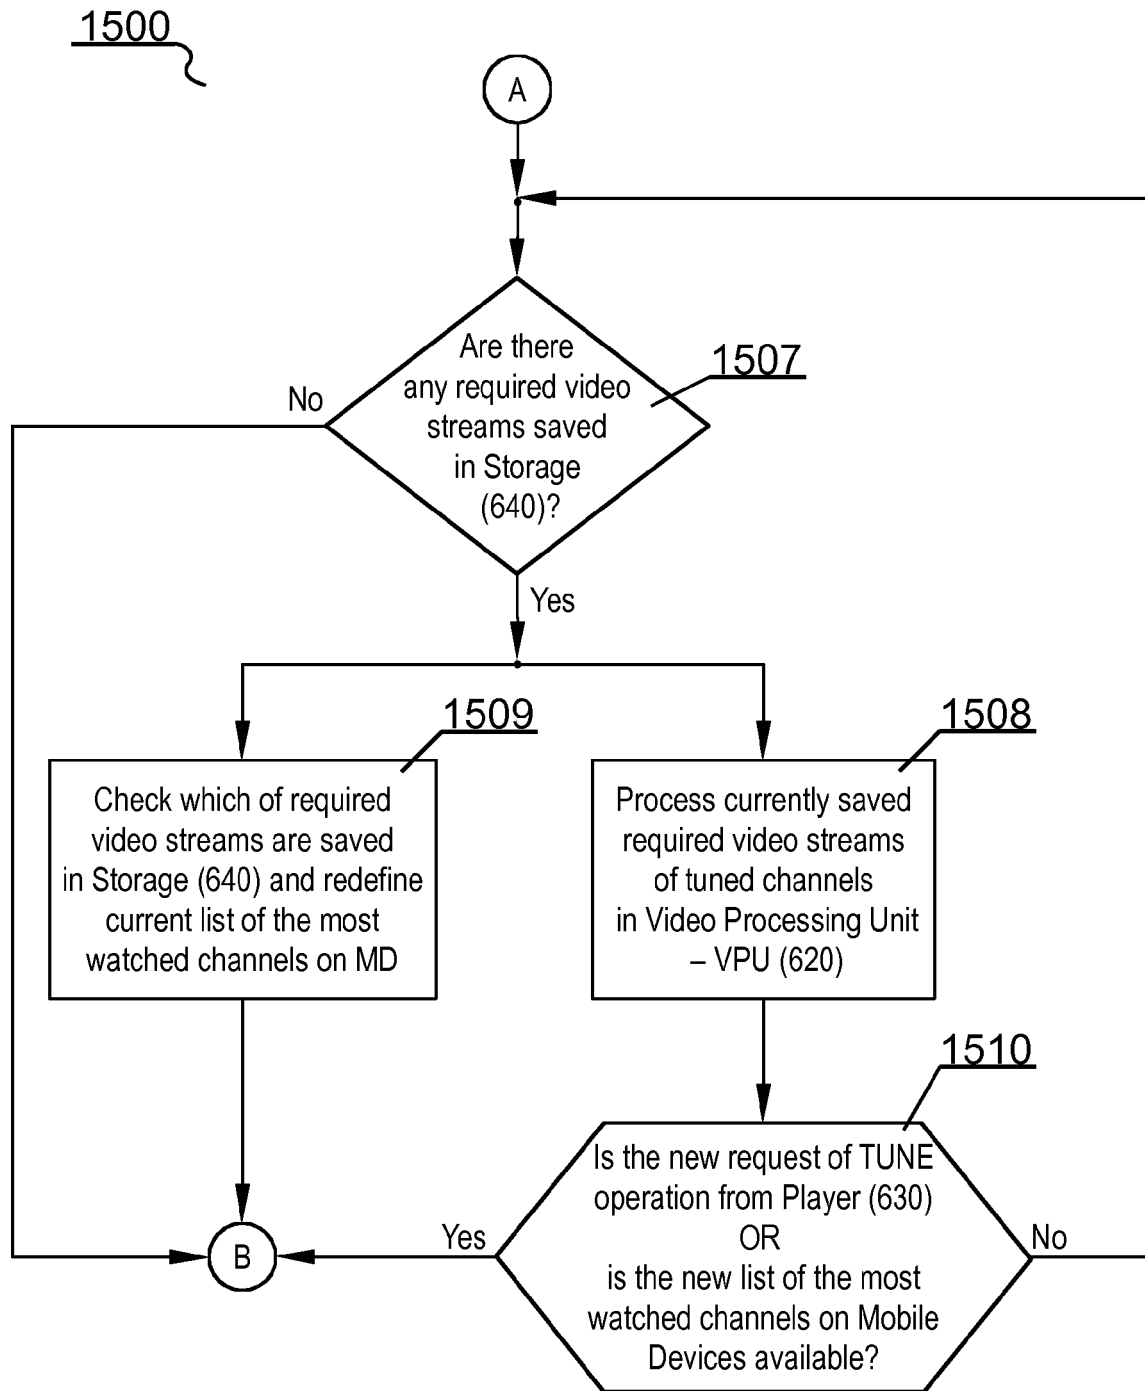 1500
A
Are there
any required video
streams saved
in Storage
(640)?
1507
No
Yes
1509
Check which of required
video streams are saved
in Storage (640) and redefine
current list of the most
watched channels on MD
1508
Process currently saved
required video streams
of tuned channels
in Video Processing Unit
– VPU (620)
1510
Is the new request of TUNE
operation from Player (630)
OR
is the new list of the most
watched channels on Mobile
Devices available?
Yes
No
B